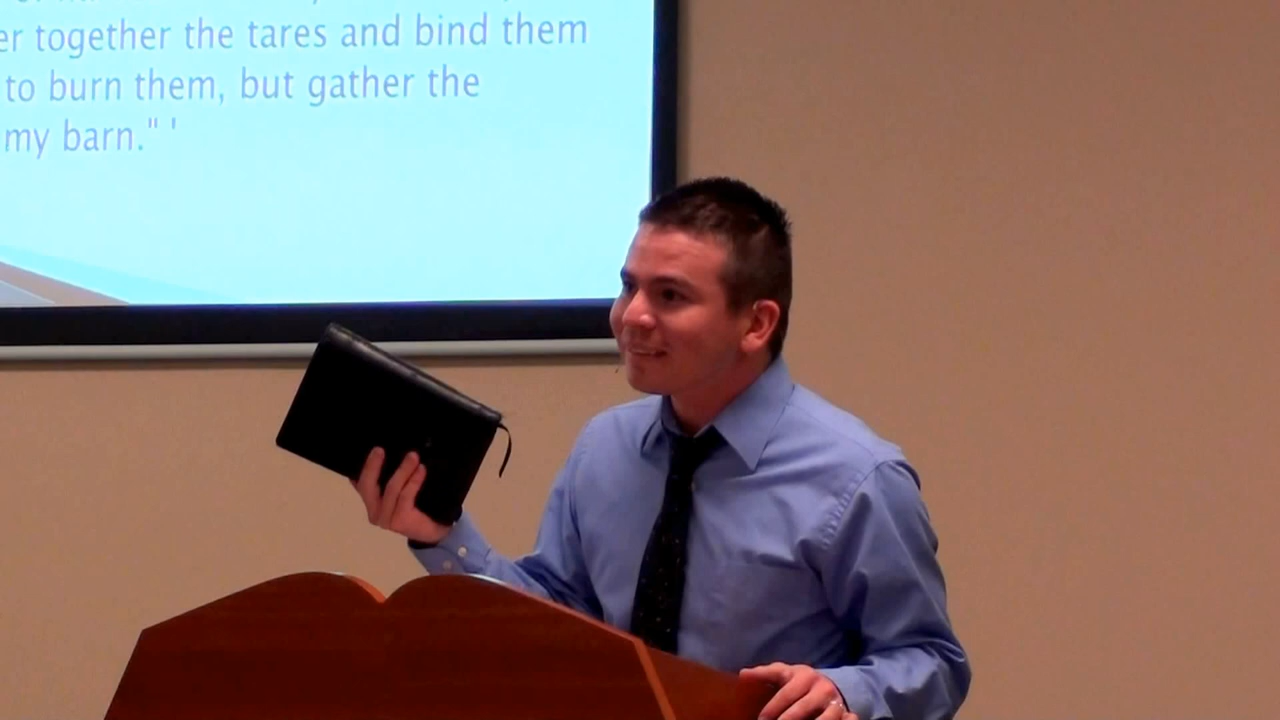 er together the tares and bind them
to burn them, but gather the
my barn." '